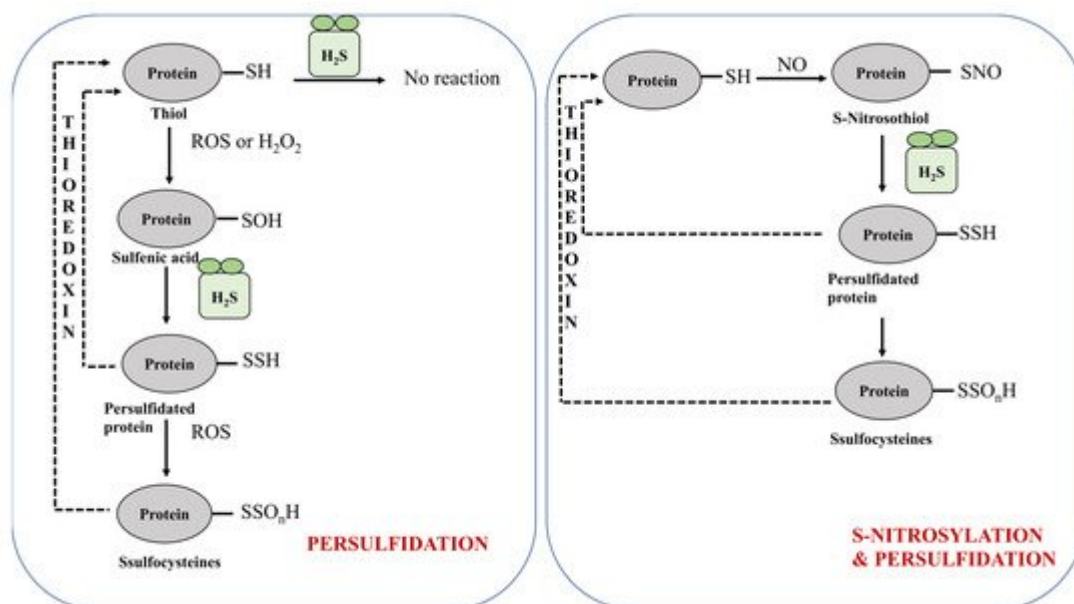 H₂S
Protein
SH
No reaction
Thiol
ROS or H₂O₂
THIOREDOXIN
Protein
SOH
Sulfenic acid
H₂S
Protein
SSH
Persulfidated
protein
ROS
Protein
SSOₙH
Ssulfocysteines
PERSULFIDATION
Protein
SH
NO
Protein
SNO
S-Nitrosothiol
THIOREDOXIN
H₂S
Protein
SSH
Persulfidated
protein
Protein
SSOₙH
Ssulfocysteines
S-NITROSYLATION
& PERSULFIDATION